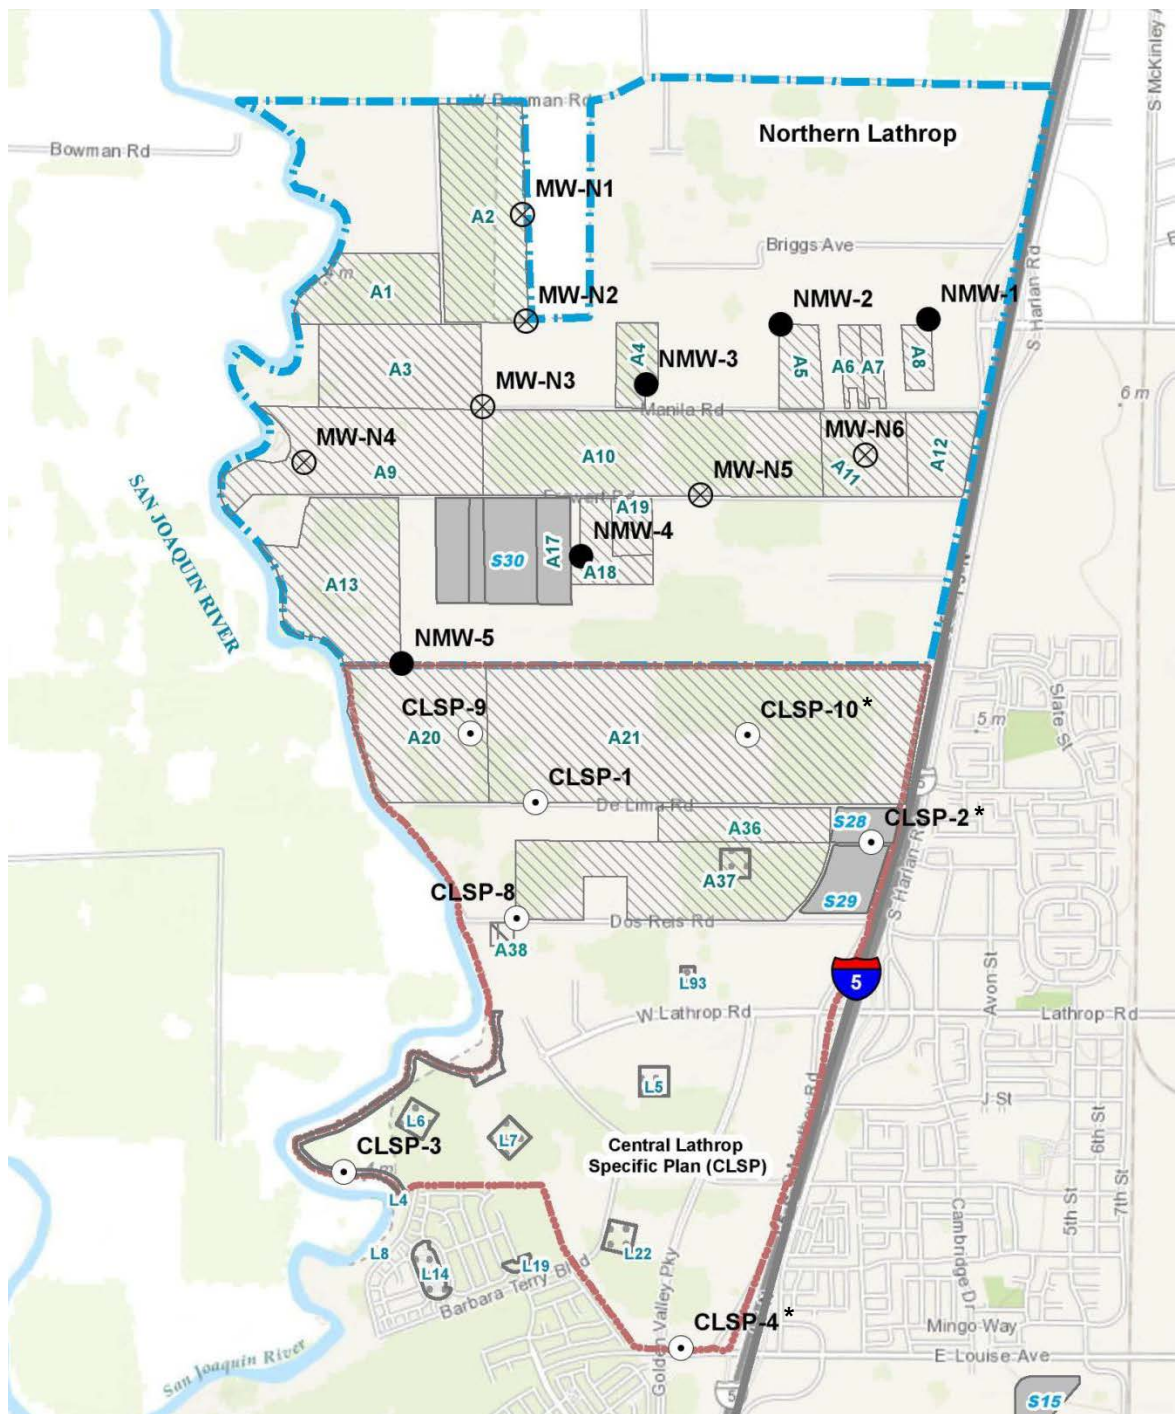 S McKinley A
W Bowman Rd
Northern Lathrop
Bowman Rd
MW-N1
A2
Briggs Ave
S Harlan Rd
A1
MW-N2
NMW-2
NMW-1
A3
A4
NMW-3
A5
A6
A7
A8
MW-N3
Manila Rd
6 m
MW-N4
A9
A10
MW-N5
MW-N6
A11
A12
SAN JOAQUIN RIVER
A19
NMW-4
S30
A17
A18
A13
NMW-5
Slate St
CLSP-9
A20
A21
CLSP-10*
5 m
CLSP-1
De Lima Rd
A36
S28
CLSP-2*
S Harlan Rd
A37
S29
CLSP-8
A38
Dos Reis Rd
L93
5
Avon St
W Lathrop Rd
Lathrop Rd
L5
J St
L6
L7
6th St
CLSP-3
4 m
Central Lathrop
Specific Plan (CLSP)
L4
5th St
7th St
Cambridge Dr
L8
L14
L19
L22
Barbara Terry Blvd
Golden Valley Pky
CLSP-4*
Mingo Way
E Louise Ave
San Joaquin River
5
S15